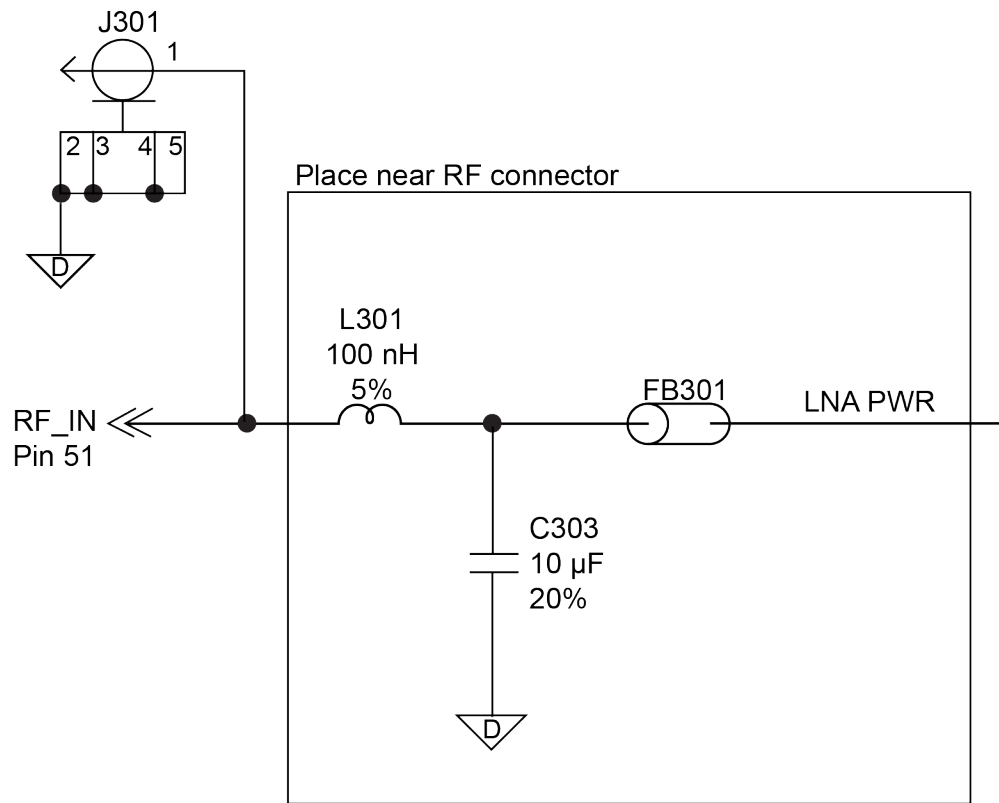 J301
1
2 3 4 5
D
Place near RF connector
L301
100 nH
5%
FB301
LNA PWR
RF_IN
Pin 51
C303
10 µF
20%
D